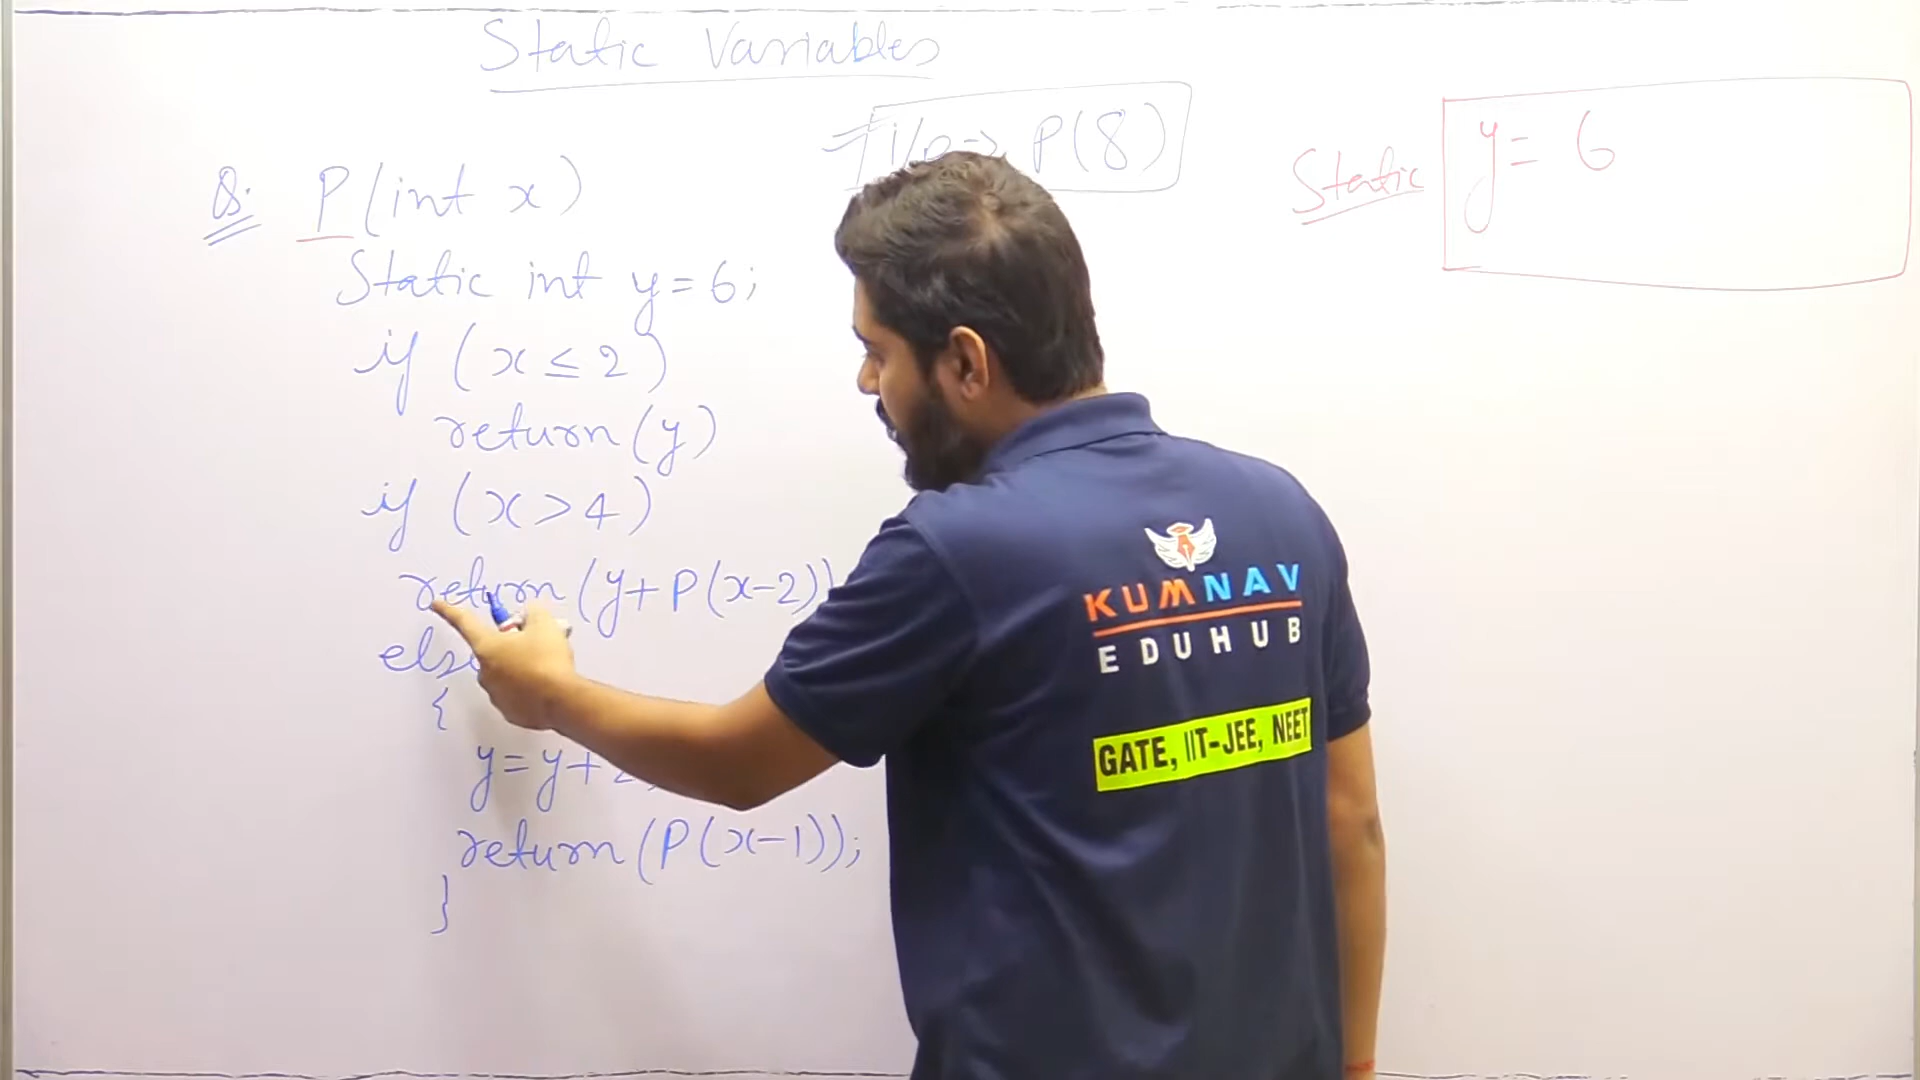 Static Variables
i/p → P(8)
Static y = 6
Q. P(int x)
Static int y=6;
if (x ≤ 2)
return(y)
if (x > 4)
return (y+ P(x-2))
else
{
y=y+2
return (P(x-1));
}
KUMNAV
EDUHUB
GATE, IIT-JEE, NEET